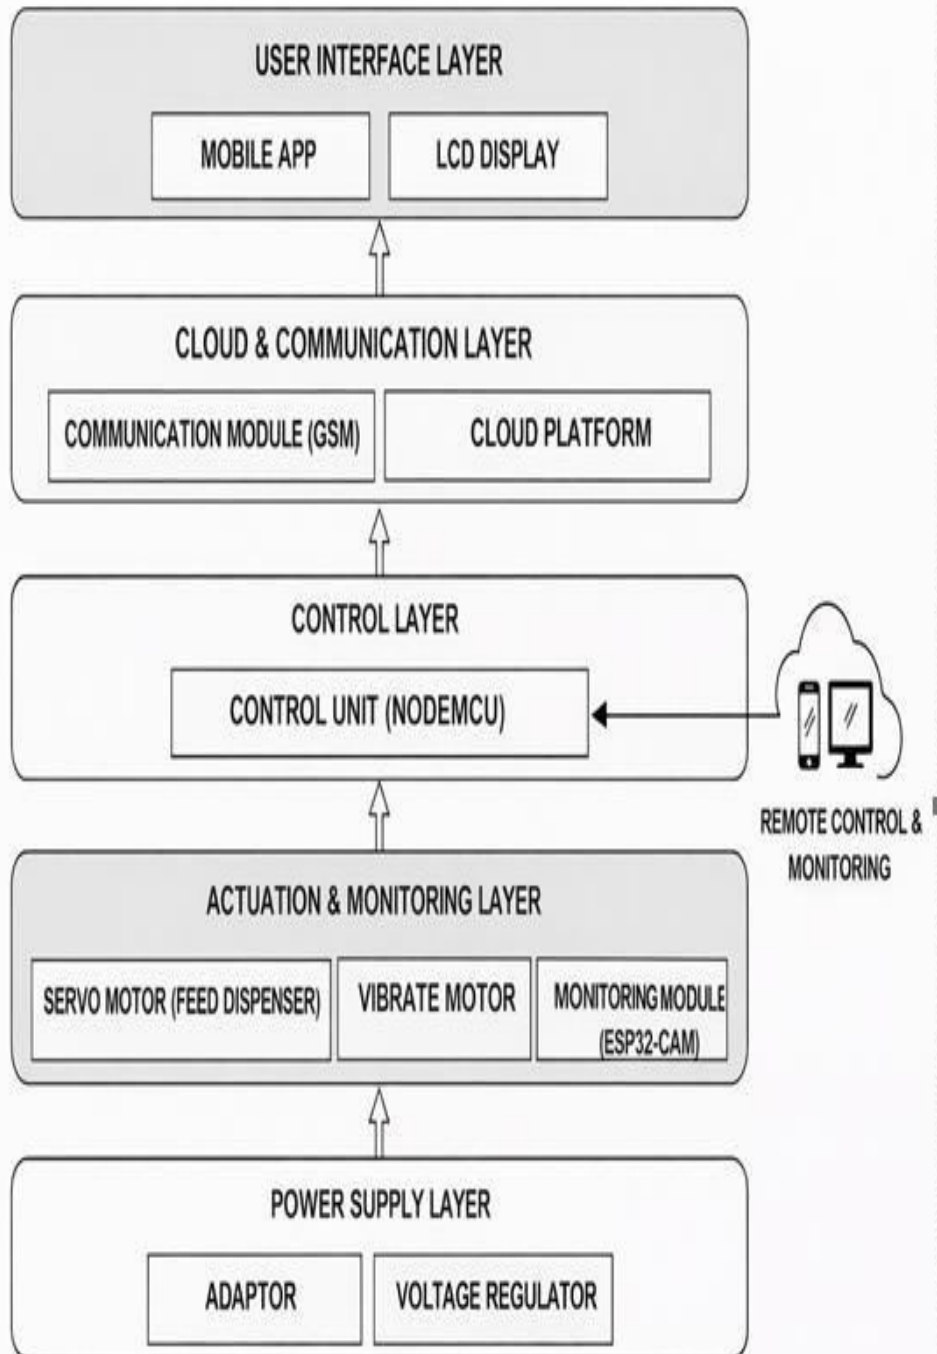 USER INTERFACE LAYER
MOBILE APP
LCD DISPLAY
CLOUD & COMMUNICATION LAYER
COMMUNICATION MODULE (GSM)
CLOUD PLATFORM
CONTROL LAYER
CONTROL UNIT (NODEMCU)
REMOTE CONTROL &
MONITORING
ACTUATION & MONITORING LAYER
SERVO MOTOR (FEED DISPENSER)
VIBRATE MOTOR
MONITORING MODULE
(ESP32-CAM)
POWER SUPPLY LAYER
ADAPTOR
VOLTAGE REGULATOR